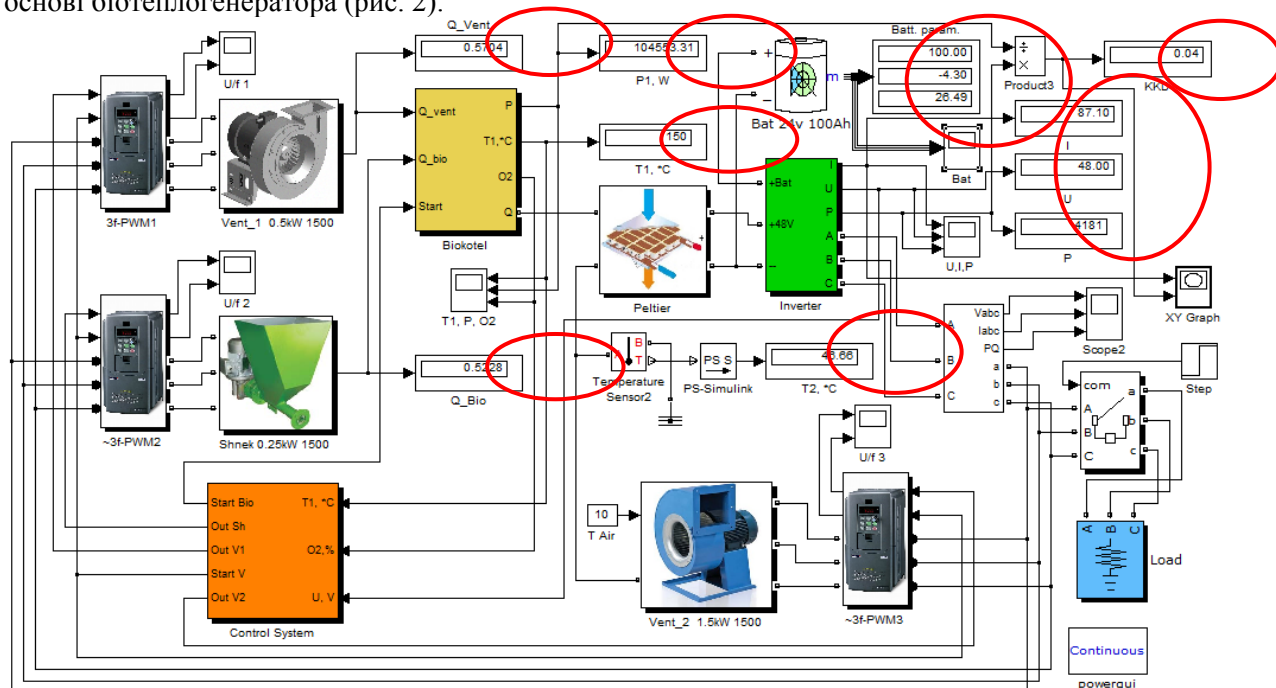 основі біотеплогенератора (рис. 2).
Q_Vent
0.5704
U/f 1
3f-PWM1
Vent_1 0.5kW 1500
Q_vent
Q_bio
Start
P
T1,*C
O2
Q
Biokotel
104553.31
P1, W
150
T1, *C
+
−
m
Bat 24v 100Ah
Batt. param.
100.00
-4.30
26.49
Bat
÷
×
Product3
0.04
87.10
I
48.00
U
4181
P
Peltier
+Bat
+48V
−
I
U
P
A
B
C
Inverter
U,I,P
XY Graph
U/f 2
~3f-PWM2
Shnek 0.25kW 1500
T1, P, O2
0.5228
Q_Bio
B
T
Temperature
Sensor2
PS S
PS-Simulink
T2, *C
A
B
C
Vabc
Iabc
PQ
a
b
c
Scope2
Step
com
A
B
C
a
b
c
U/f 3
Start Bio
Out Sh
Out V1
Start V
Out V2
T1, *C
O2,%
U, V
Control System
10
T Air
Vent_2 1.5kW 1500
~3f-PWM3
A
B
C
Load
Continuous
powergui